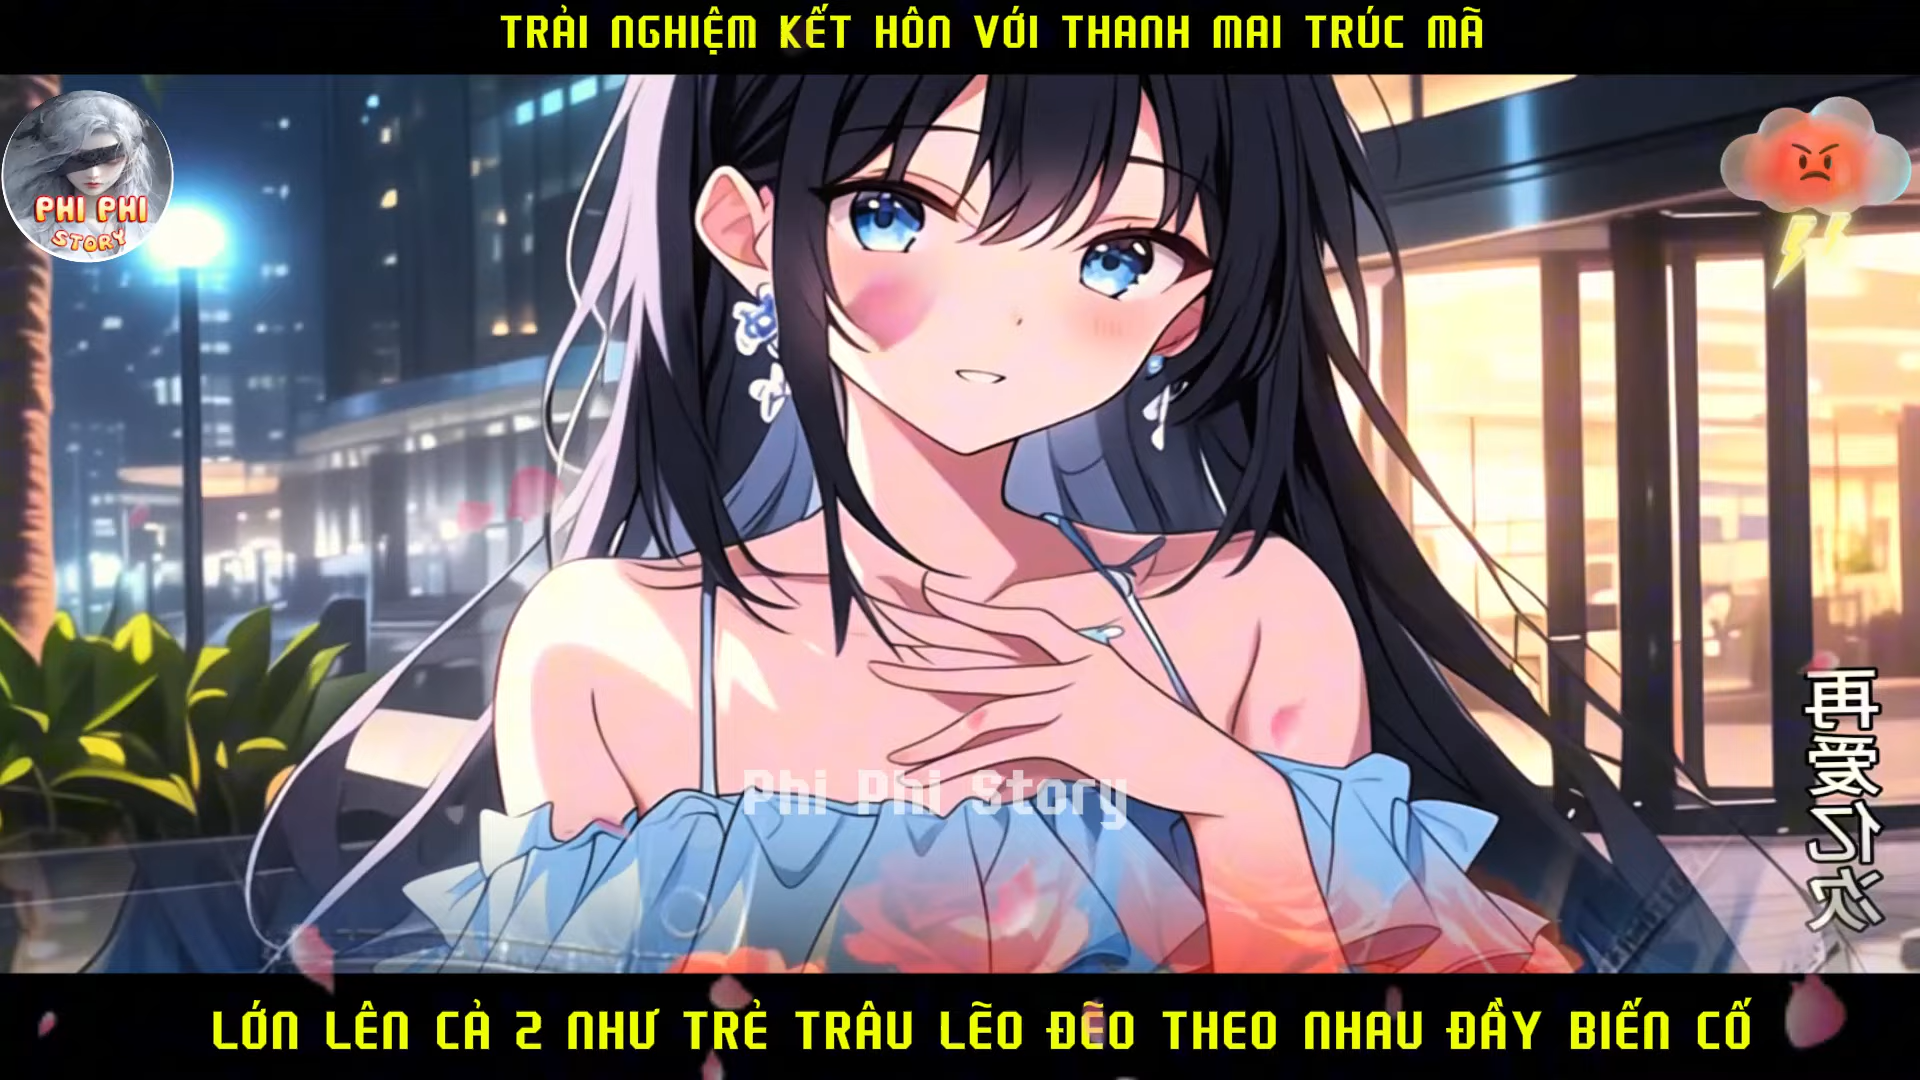 TRẢI NGHIỆM KẾT HÔN VỚI THANH MAI TRÚC MÃ
PHI PHI
STORY
再爱亿次
Phi Phi Story
LỚN LÊN CẢ 2 NHƯ TRẺ TRÂU LẼO ĐẼO THEO NHAU ĐẦY BIẾN CỐ